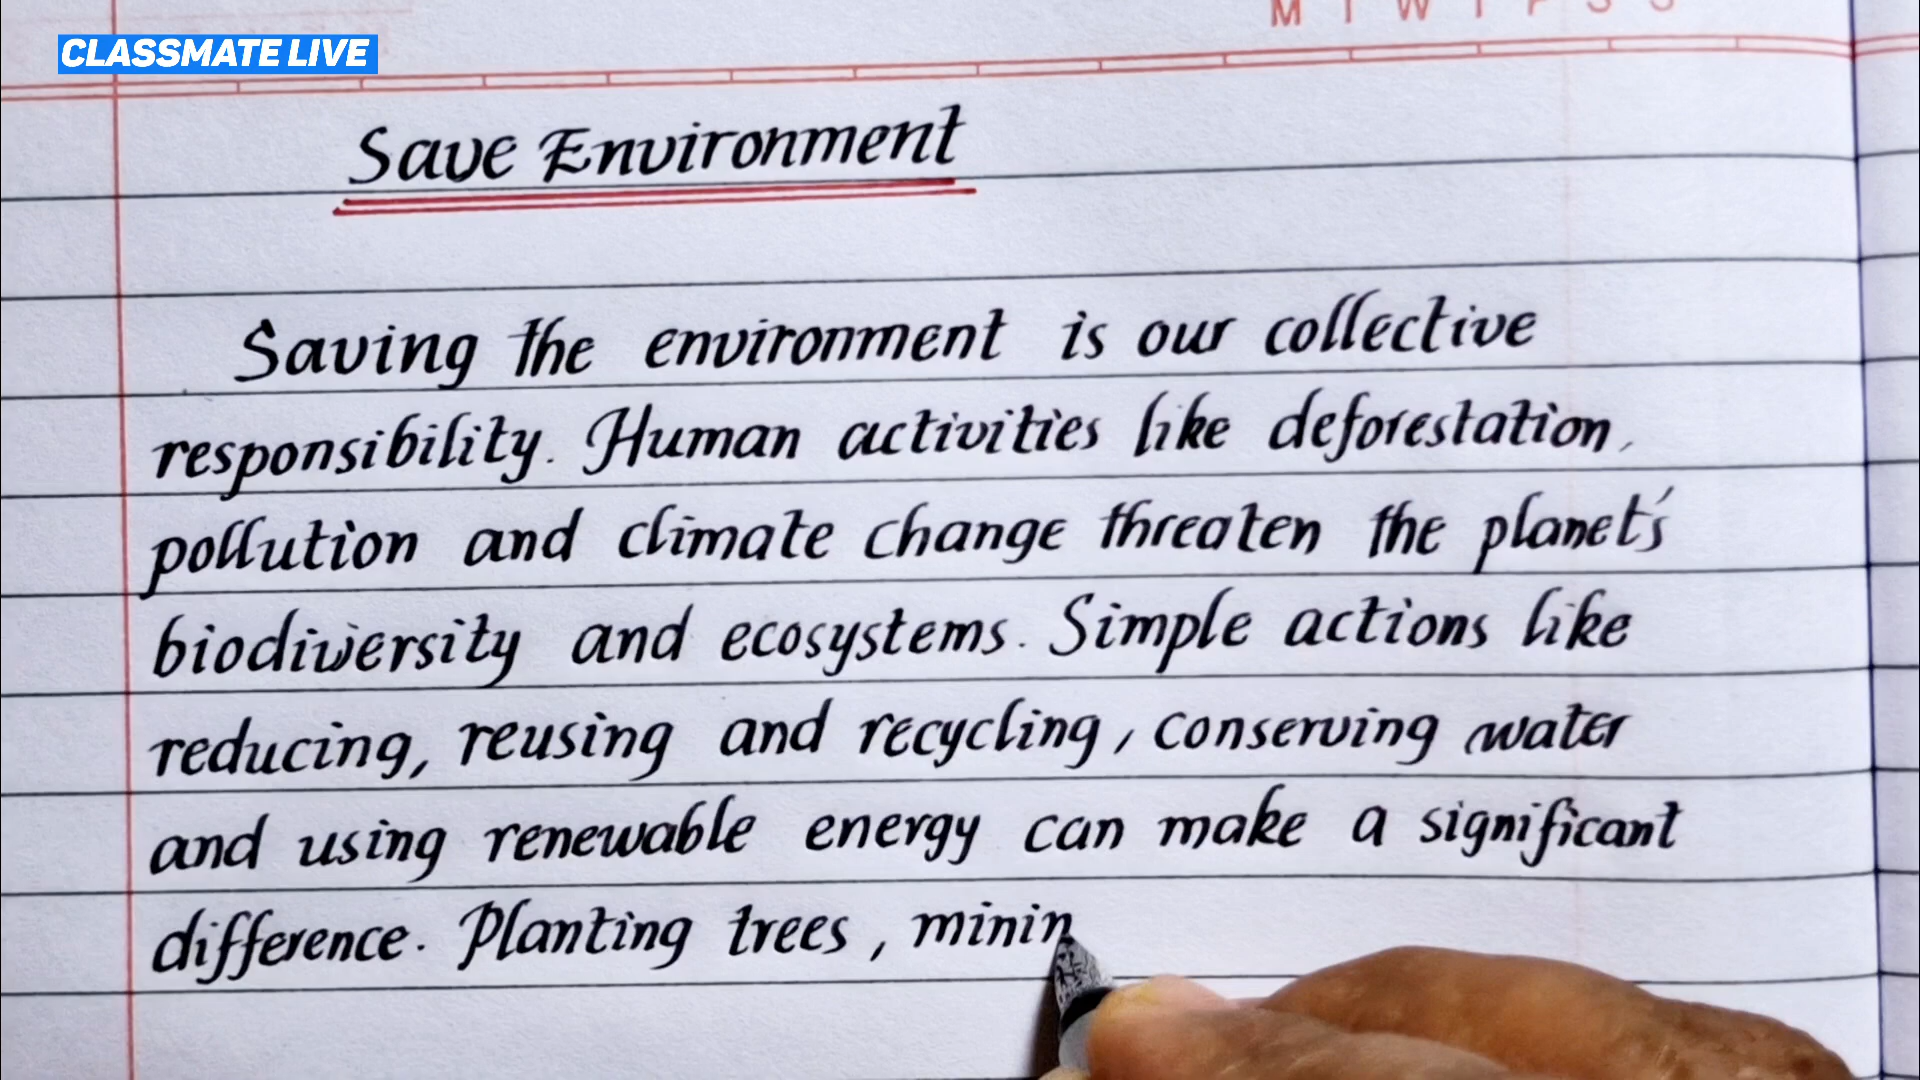 CLASSMATE LIVE
M T W T F S S
Save Environment
Saving the environment is our collective
responsibility. Human activities like deforestation,
pollution and climate change threaten the planet's
biodiversity and ecosystems. Simple actions like
reducing, reusing and recycling, conserving water
and using renewable energy can make a significant
difference. Planting trees, minin